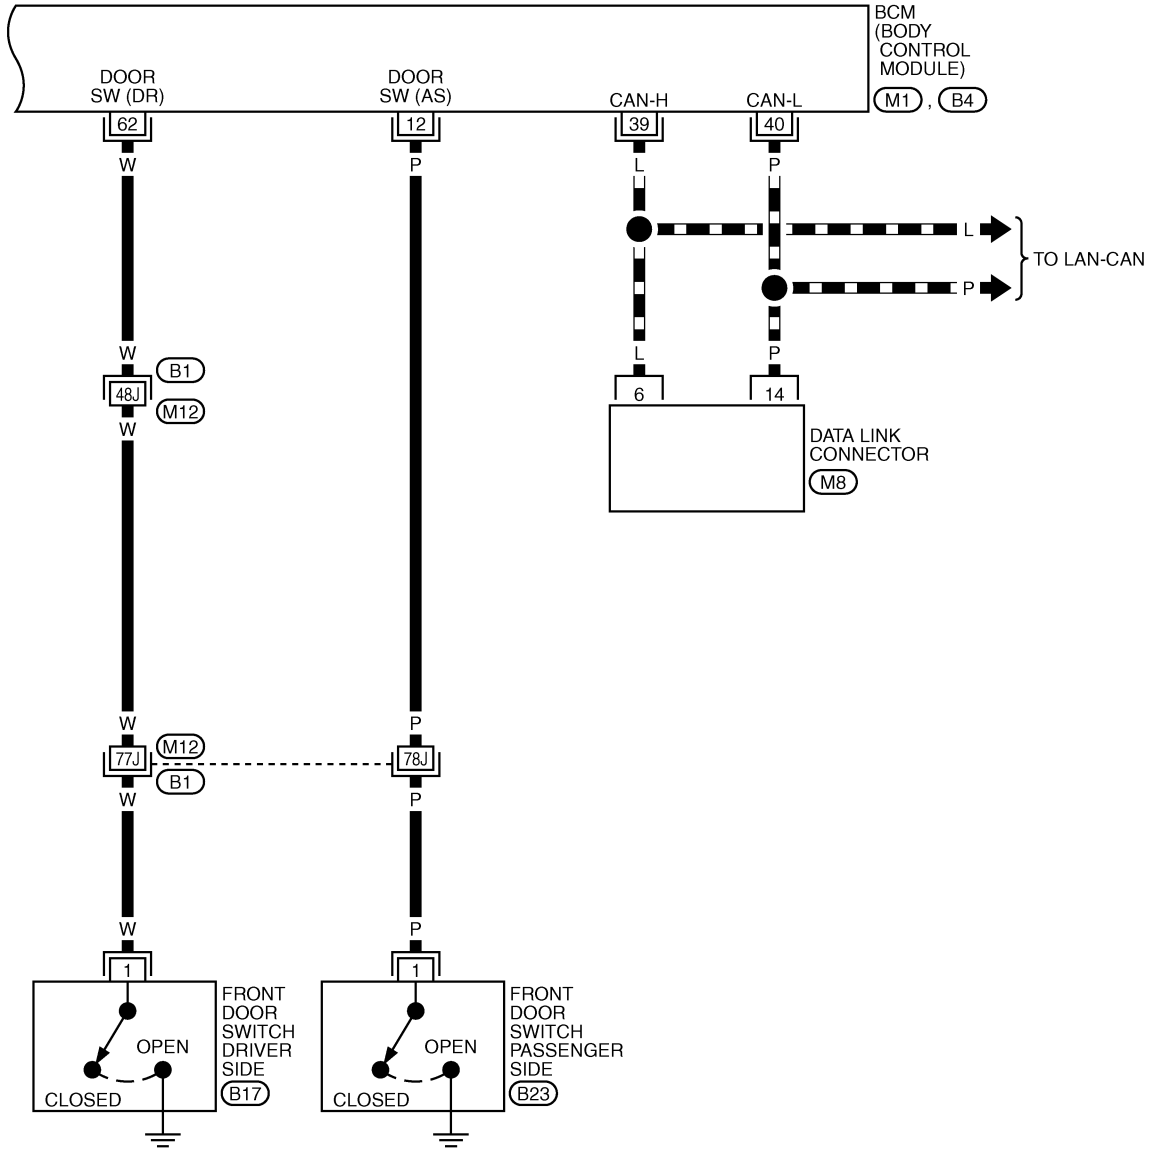 BCM
(BODY
CONTROL
MODULE)
M1 , B4
DOOR
SW (DR)
DOOR
SW (AS)
CAN-H
CAN-L
62
12
39
40
W
P
L
P
L
TO LAN-CAN
P
W
L
P
B1
48J
6
14
M12
W
DATA LINK
CONNECTOR
M8
W
P
M12
77J
78J
B1
W
P
W
P
1
1
FRONT
DOOR
SWITCH
DRIVER
SIDE
B17
OPEN
CLOSED
FRONT
DOOR
SWITCH
PASSENGER
SIDE
B23
OPEN
CLOSED